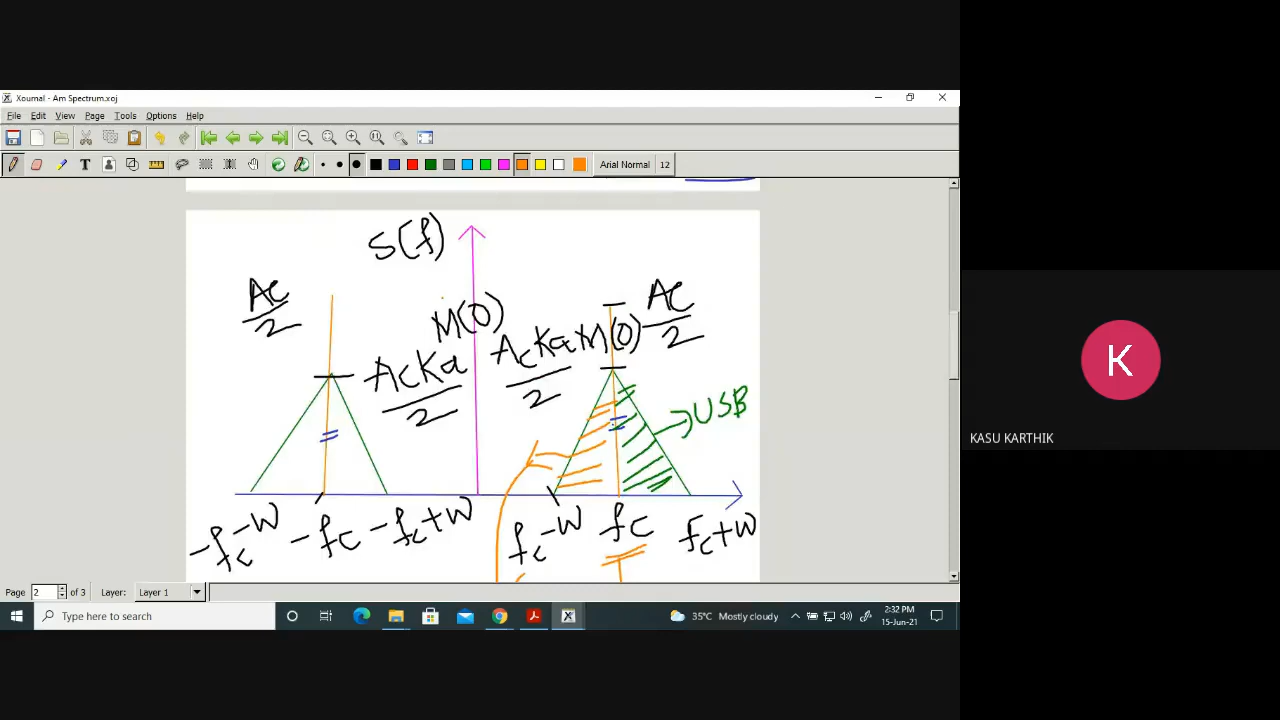 Xournal - Am Spectrum.xoj
File Edit View Page Tools Options Help
T
Arial Normal 12
S(f)
Ac/2
M(0)
AcKa/2
AcKa M(0)/2
Ac/2
USB
-fc-W
-fc
-fc+W
fc-W
fc
fc+W
K
KASU KARTHIK
Page 2 of 3 Layer: Layer 1
Type here to search
35°C Mostly cloudy
2:32 PM
15-Jun-21